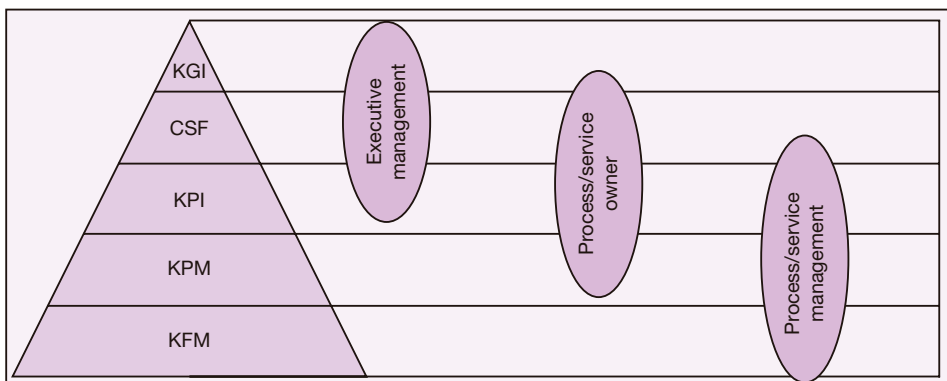 KGI
CSF
KPI
KPM
KFM
Executive
management
Process/service
owner
Process/service
management